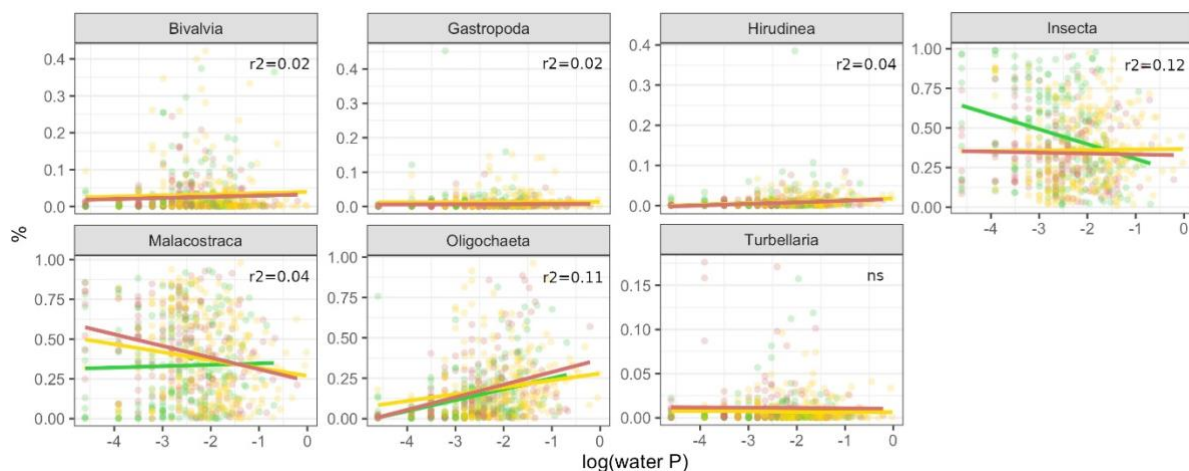 Bivalvia
Gastropoda
Hirudinea
Insecta
r2=0.02
r2=0.02
r2=0.04
r2=0.12
0.4
0.3
0.2
0.1
0.0
0.4
0.3
0.2
0.1
0.0
0.4
0.3
0.2
0.1
0.0
1.00
0.75
0.50
0.25
0.00
-4 -3 -2 -1 0
%
Malacostraca
Oligochaeta
Turbellaria
r2=0.04
r2=0.11
ns
1.00
0.75
0.50
0.25
0.00
1.00
0.75
0.50
0.25
0.00
0.15
0.10
0.05
0.00
-4 -3 -2 -1 0
-4 -3 -2 -1 0
-4 -3 -2 -1 0
log(water P)